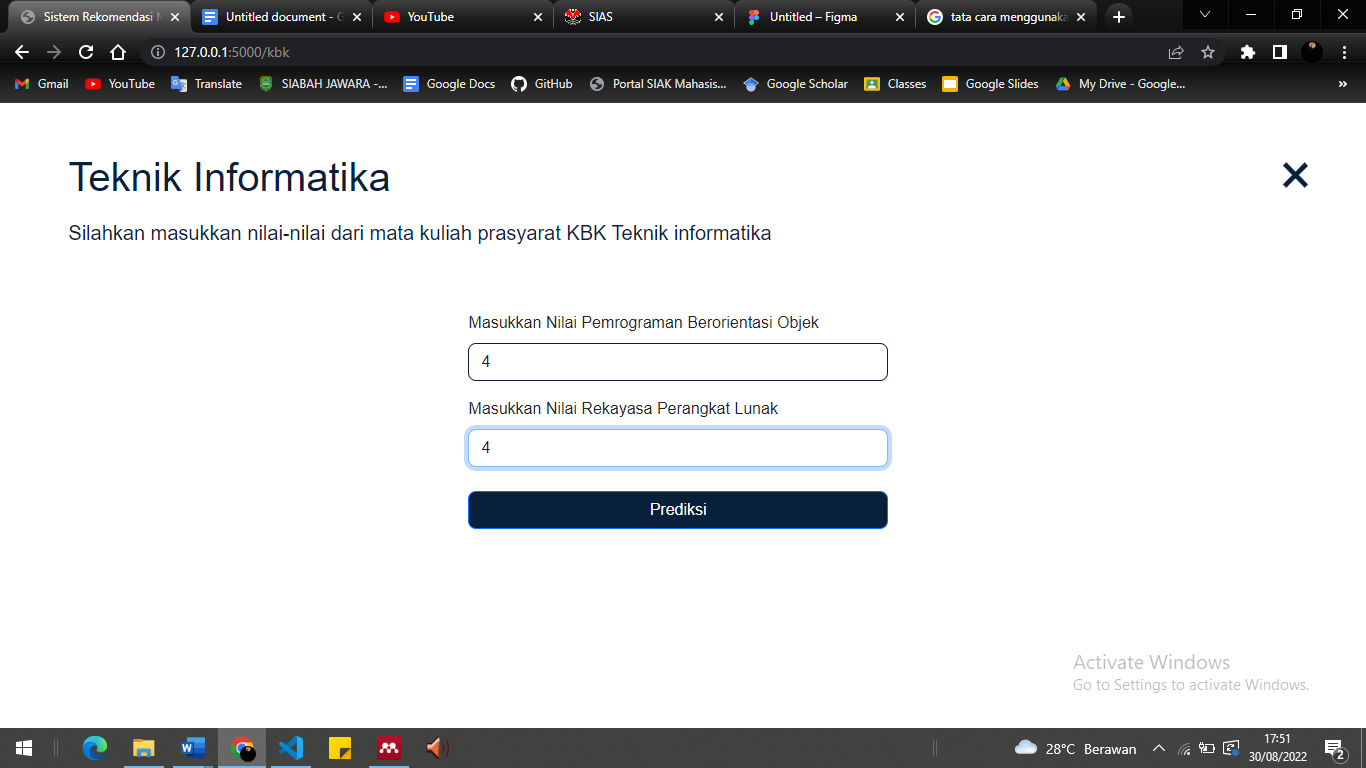 Sistem Rekomendasi M
Untitled document - G
YouTube
SIAS
Untitled – Figma
tata cara menggunaka
127.0.0.1:5000/kbk
Gmail
YouTube
Translate
SIABAH JAWARA -...
Google Docs
GitHub
Portal SIAK Mahasis...
Google Scholar
Classes
Google Slides
My Drive - Google...
»
Teknik Informatika
Silahkan masukkan nilai-nilai dari mata kuliah prasyarat KBK Teknik informatika
Masukkan Nilai Pemrograman Berorientasi Objek
4
Masukkan Nilai Rekayasa Perangkat Lunak
4
Prediksi
Activate Windows
Go to Settings to activate Windows.
28°C Berawan
17:51
30/08/2022
2